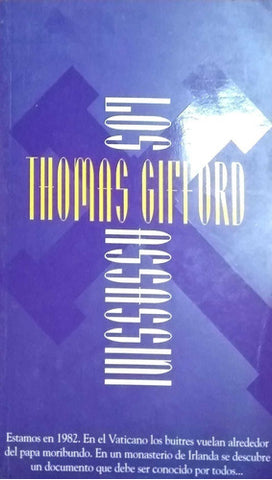 LOS
THOMAS GIFFORD
ASSASSINI
Estamos en 1982. En el Vaticano los buitres vuelan alrededor
del papa moribundo. En un monasterio de Irlanda se descubre
un documento que debe ser conocido por todos...